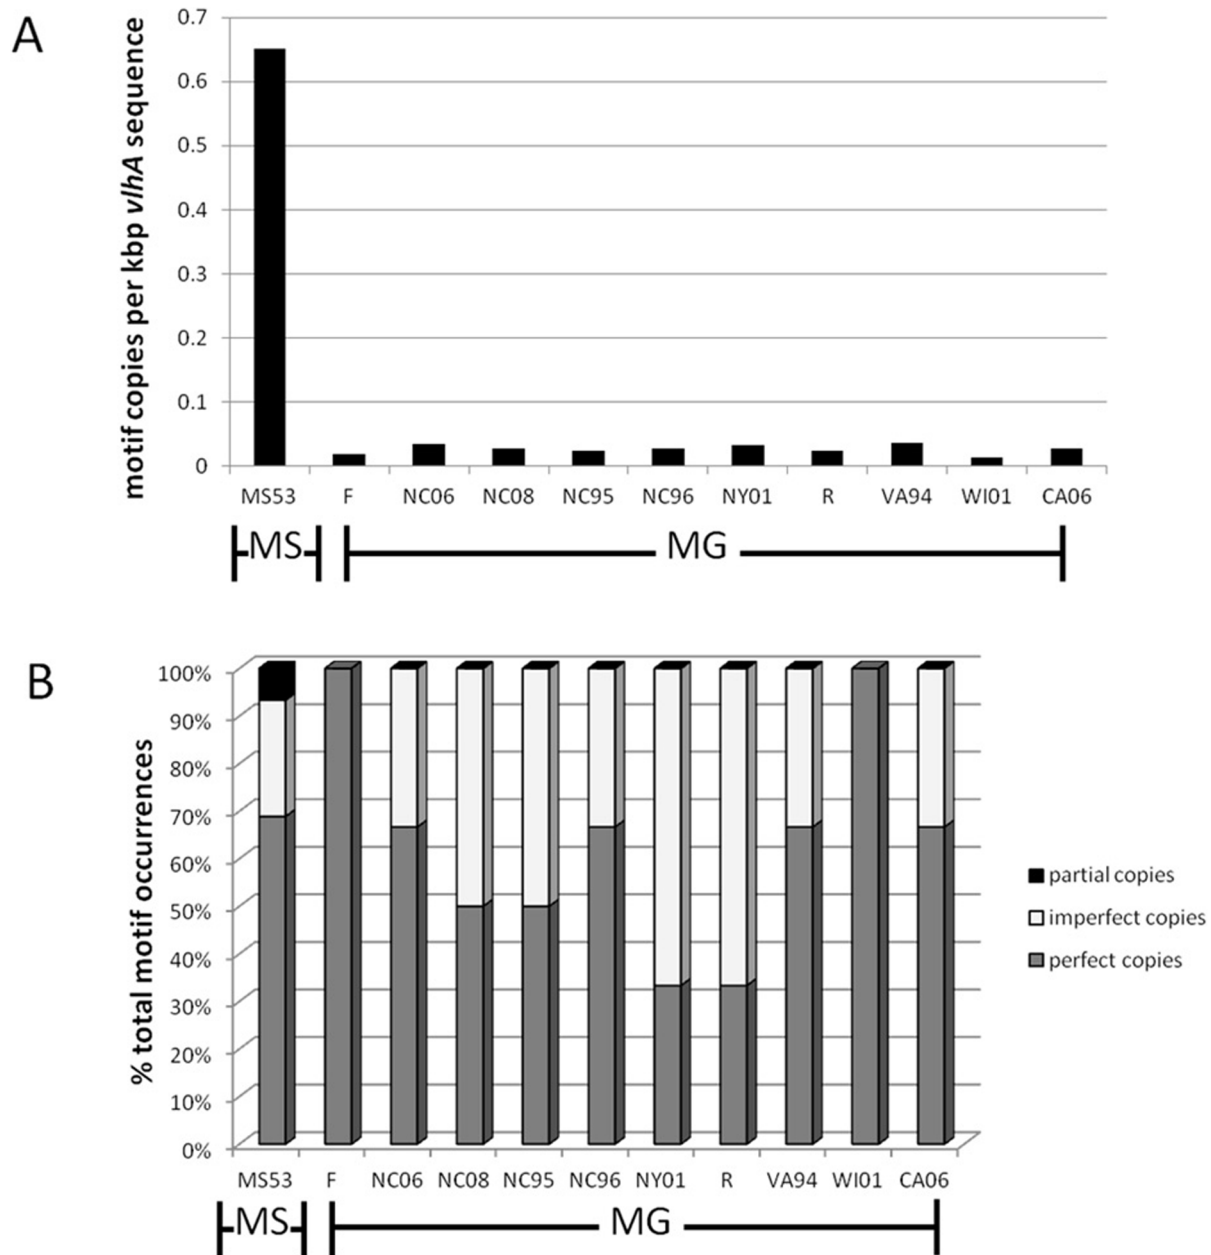 A
motif copies per kbp vlhA sequence
0.7
0.6
0.5
0.4
0.3
0.2
0.1
0
MS53 F NC06 NC08 NC95 NC96 NY01 R VA94 WI01 CA06
MS MG
B
% total motif occurrences
100%
90%
80%
70%
60%
50%
40%
30%
20%
10%
0%
MS53 F NC06 NC08 NC95 NC96 NY01 R VA94 WI01 CA06
MS MG
partial copies
imperfect copies
perfect copies